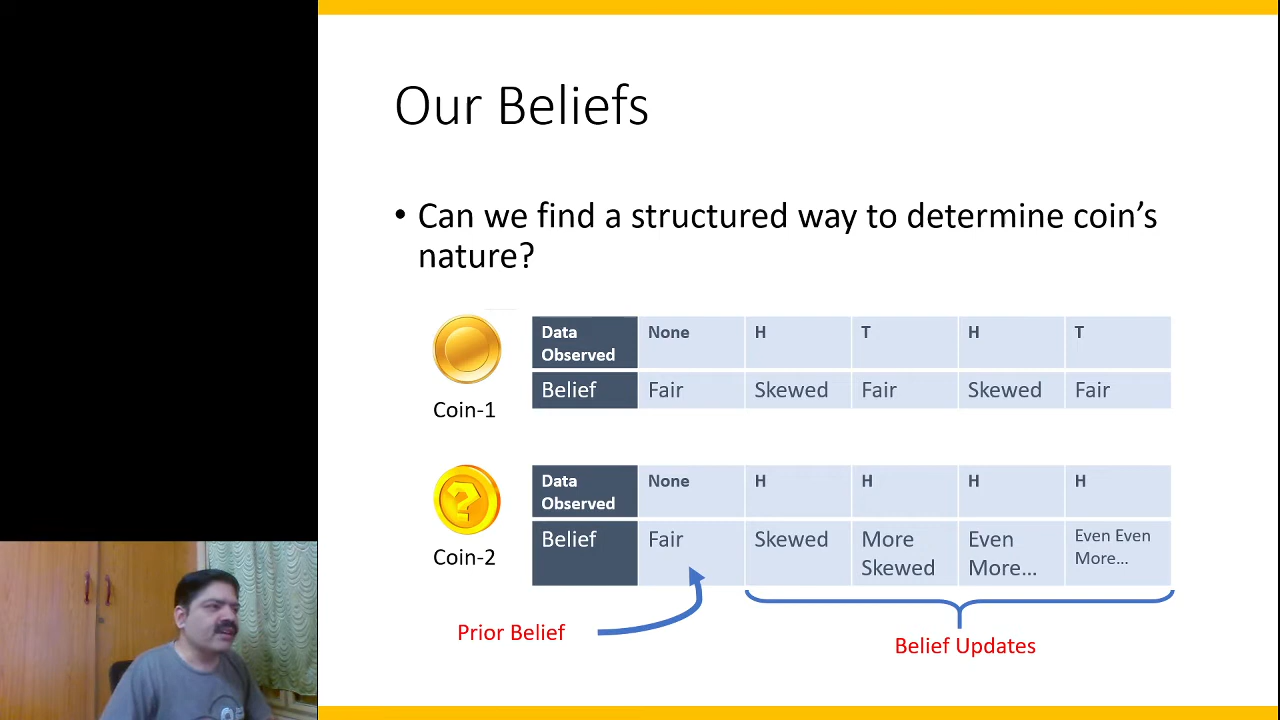 Our Beliefs
• Can we find a structured way to determine coin's
nature?
Data Observed None H T H T
Belief Fair Skewed Fair Skewed Fair
Coin-1
Data Observed None H H H H
Belief Fair Skewed More Skewed Even More... Even Even More...
Coin-2
Prior Belief
Belief Updates